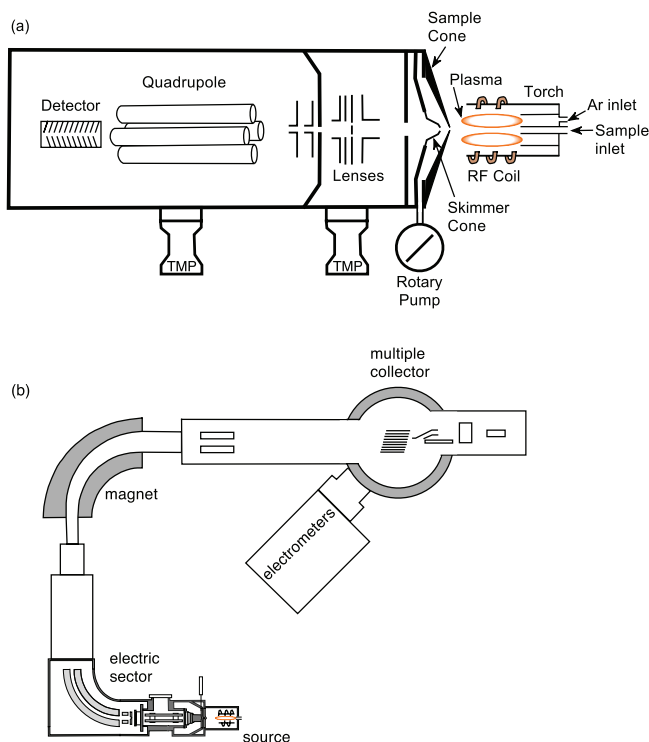 (a)
Sample
Cone
Quadrupole
Plasma
Torch
Detector
Ar inlet
Sample
inlet
Lenses
RF Coil
Skimmer
Cone
TMP
TMP
Rotary
Pump
multiple
collector
(b)
magnet
electrometers
electric
sector
source